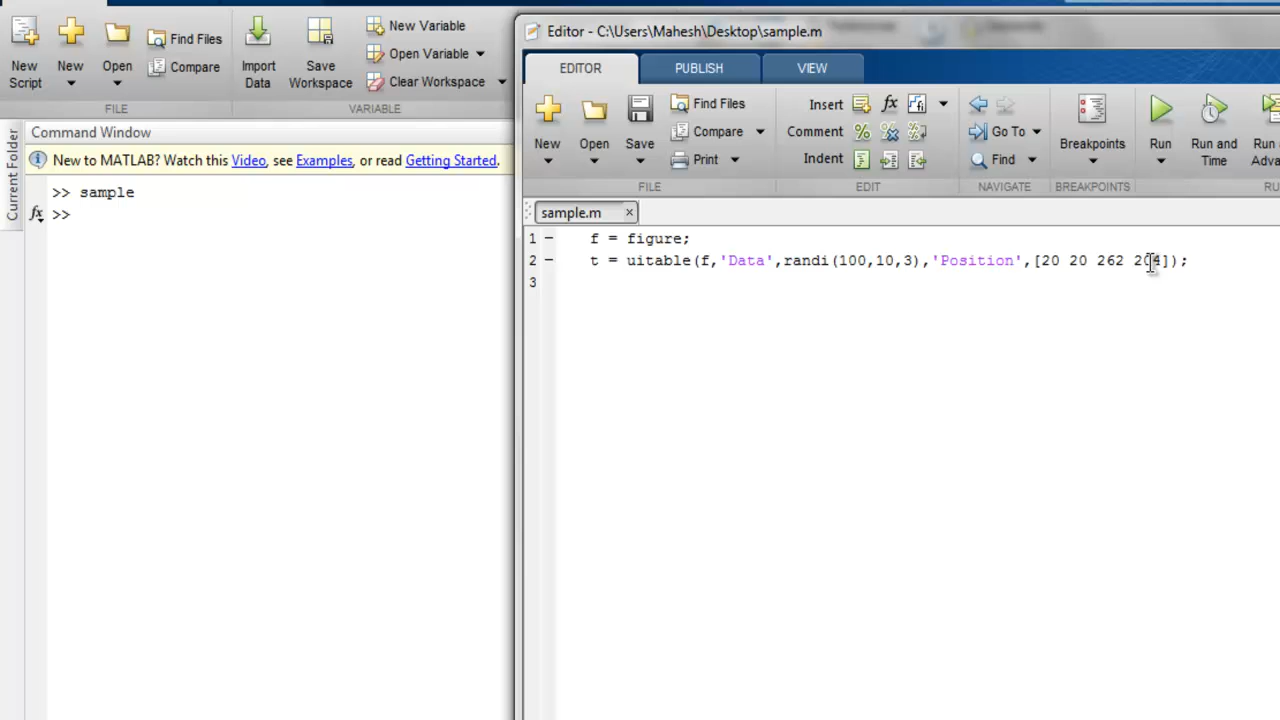 New Script
New
Open
Find Files
Compare
Import Data
Save Workspace
New Variable
Open Variable
Clear Workspace
FILE
VARIABLE
Current Folder
Command Window
New to MATLAB? Watch this Video, see Examples, or read Getting Started.
>> sample
fx >>
Editor - C:\Users\Mahesh\Desktop\sample.m
EDITOR
PUBLISH
VIEW
New
Open
Save
Find Files
Compare
Print
Insert
fx
Comment
Indent
Go To
Find
Breakpoints
Run
Run and Time
FILE
EDIT
NAVIGATE
BREAKPOINTS
sample.m
1 - f = figure;
2 - t = uitable(f,'Data',randi(100,10,3),'Position',[20 20 262 204]);
3